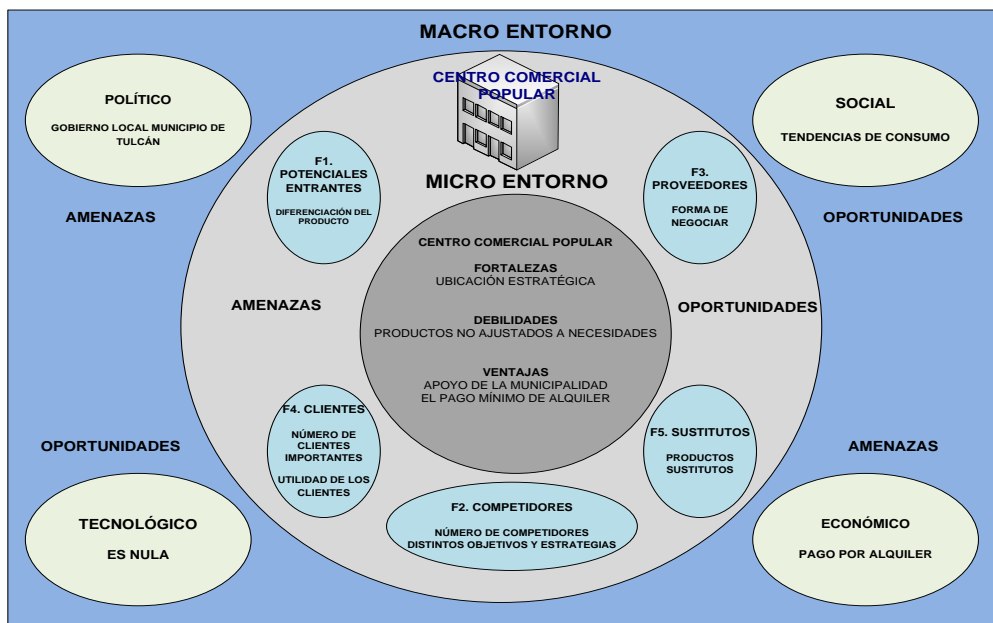 MACRO ENTORNO
CENTRO COMERCIAL
POPULAR
POLÍTICO
GOBIERNO LOCAL MUNICIPIO DE
TULCÁN
SOCIAL
TENDENCIAS DE CONSUMO
F1.
POTENCIALES
ENTRANTES
DIFERENCIACIÓN DEL
PRODUCTO
MICRO ENTORNO
F3.
PROVEEDORES
FORMA DE
NEGOCIAR
AMENAZAS
OPORTUNIDADES
CENTRO COMERCIAL POPULAR
FORTALEZAS
UBICACIÓN ESTRATÉGICA
DEBILIDADES
PRODUCTOS NO AJUSTADOS A NECESIDADES
VENTAJAS
APOYO DE LA MUNICIPALIDAD
EL PAGO MÍNIMO DE ALQUILER
AMENAZAS
OPORTUNIDADES
F4. CLIENTES
NÚMERO DE
CLIENTES
IMPORTANTES
UTILIDAD DE LOS
CLIENTES
F5. SUSTITUTOS
PRODUCTOS
SUSTITUTOS
OPORTUNIDADES
AMENAZAS
F2. COMPETIDORES
NÚMERO DE COMPETIDORES
DISTINTOS OBJETIVOS Y ESTRATEGIAS
TECNOLÓGICO
ES NULA
ECONÓMICO
PAGO POR ALQUILER